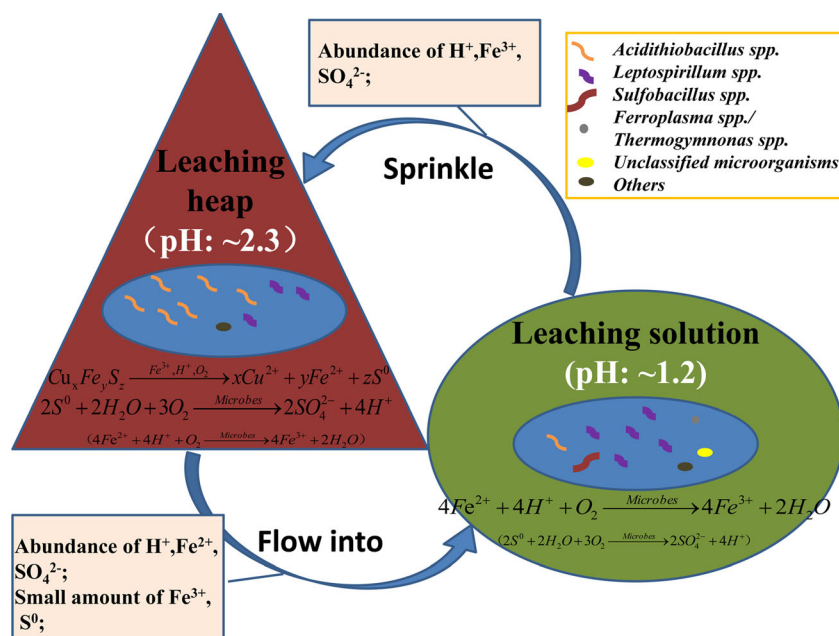 Abundance of H⁺,Fe³⁺,
SO₄²⁻;
Acidithiobacillus spp.
Leptospirillum spp.
Sulfobacillus spp.
Ferroplasma spp./
Thermogymnonas spp.
Unclassified microorganisms
Others
Leaching
heap
(pH: ~2.3)
Sprinkle
CuₓFeᵧS_z —Fe³⁺,H⁺,O₂→ xCu²⁺ + yFe²⁺ + zS⁰
2S⁰ + 2H₂O + 3O₂ —Microbes→ 2SO₄²⁻ + 4H⁺
(4Fe²⁺ + 4H⁺ + O₂ —Microbes→ 4Fe³⁺ + 2H₂O)
Leaching solution
(pH: ~1.2)
4Fe²⁺ + 4H⁺ + O₂ —Microbes→ 4Fe³⁺ + 2H₂O
(2S⁰ + 2H₂O + 3O₂ —Microbes→ 2SO₄²⁻ + 4H⁺)
Flow into
Abundance of H⁺,Fe²⁺,
SO₄²⁻;
Small amount of Fe³⁺,
S⁰;